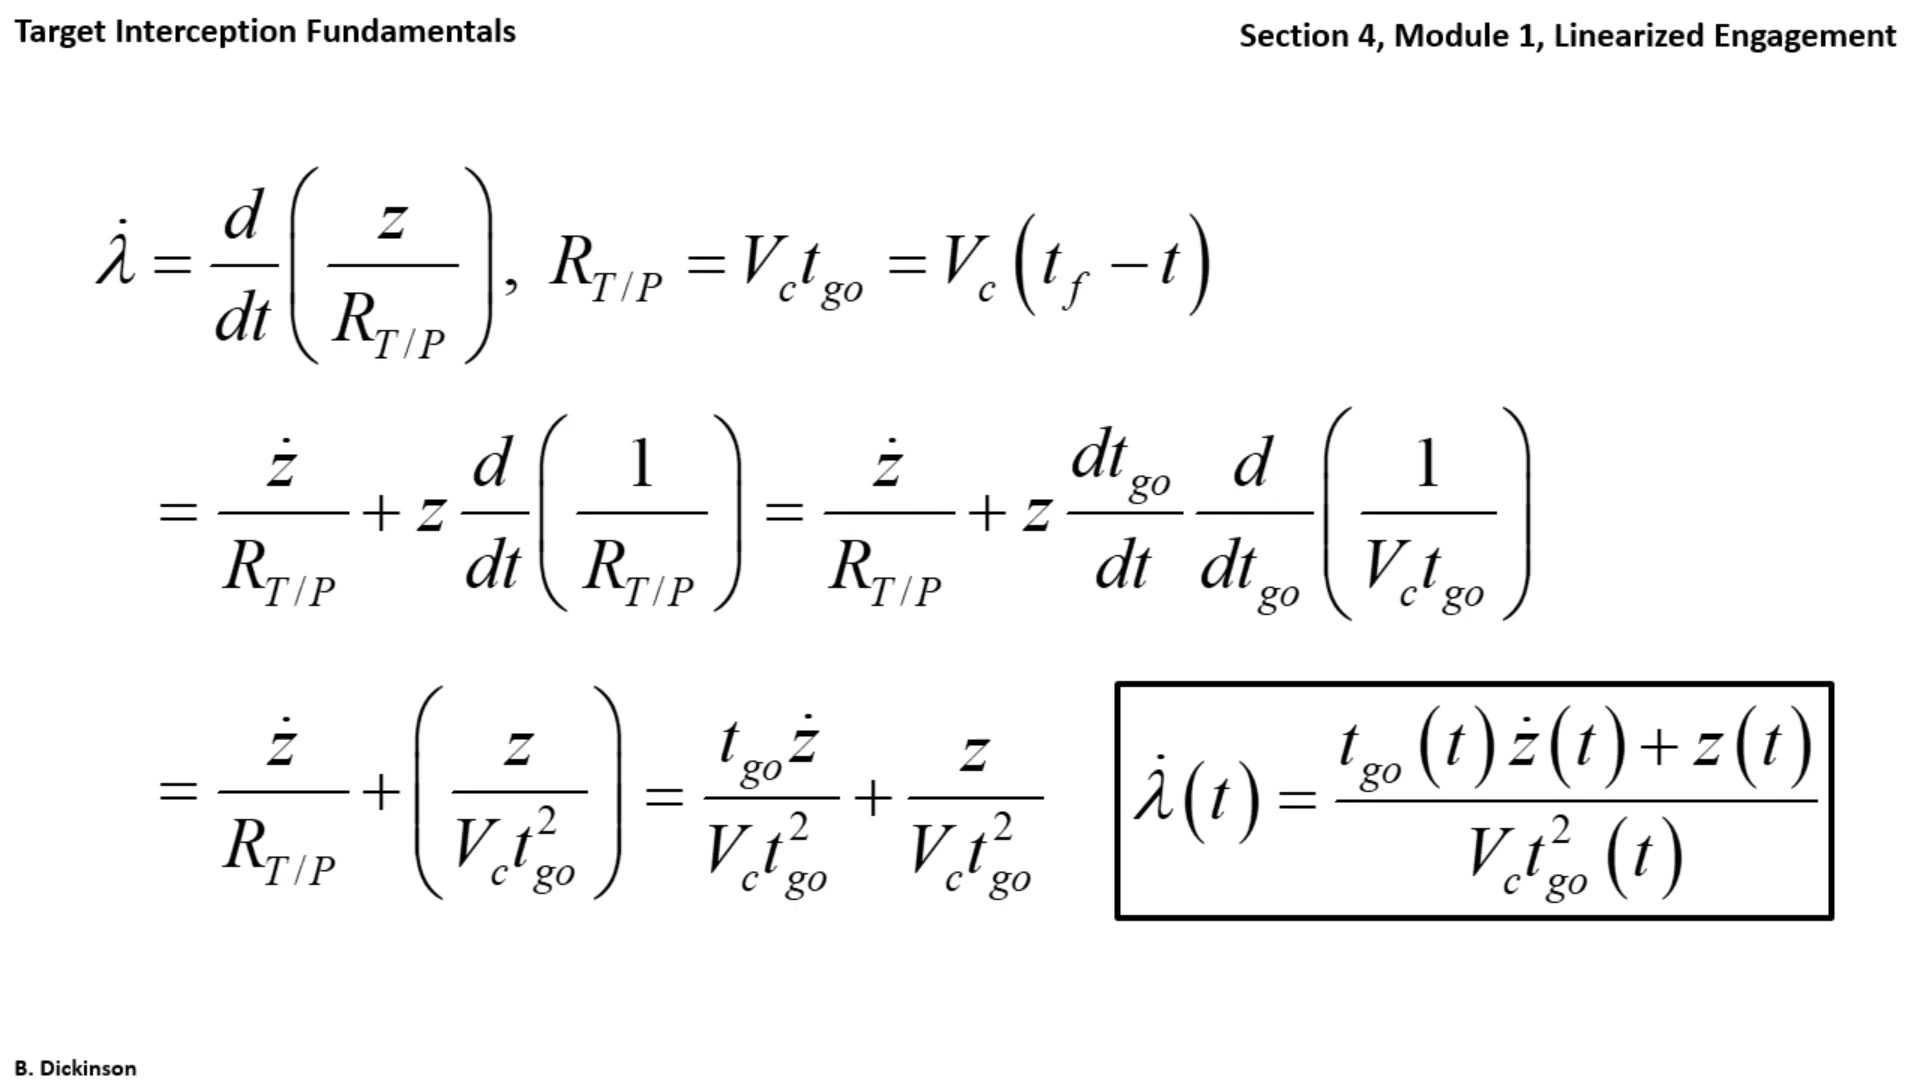 Target Interception Fundamentals
Section 4, Module 1, Linearized Engagement
λ̇ = d/dt ( z / R_{T/P} ), R_{T/P} = V_c t_{go} = V_c ( t_f − t )
= ż / R_{T/P} + z d/dt ( 1 / R_{T/P} ) = ż / R_{T/P} + z dt_{go}/dt d/dt_{go} ( 1 / V_c t_{go} )
= ż / R_{T/P} + ( z / V_c t_{go}^2 ) = t_{go} ż / V_c t_{go}^2 + z / V_c t_{go}^2
λ̇(t) = t_{go}(t) ż(t) + z(t) / V_c t_{go}^2(t)
B. Dickinson